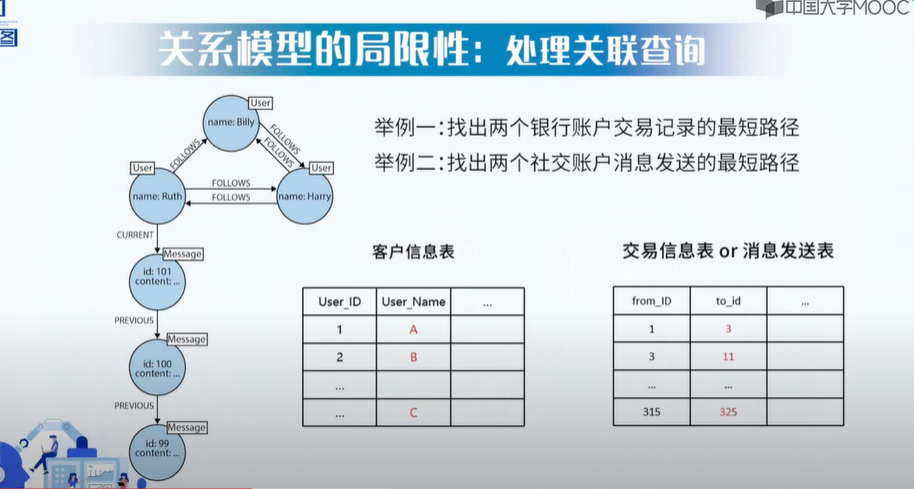 中国大学MOOC
图
关系模型的局限性：处理关联查询
举例一：找出两个银行账户交易记录的最短路径
举例二：找出两个社交账户消息发送的最短路径
User
name: Billy
FOLLOWS
FOLLOWS
FOLLOWS
User
name: Ruth
FOLLOWS
FOLLOWS
User
name: Harry
CURRENT
Message
id: 101
content: ...
PREVIOUS
Message
id: 100
content: ...
PREVIOUS
Message
id: 99
content: ...
客户信息表
User_ID User_Name ...
1 A
2 B
...
... C
交易信息表 or 消息发送表
from_ID to_id ...
1 3
3 11
... ...
315 325